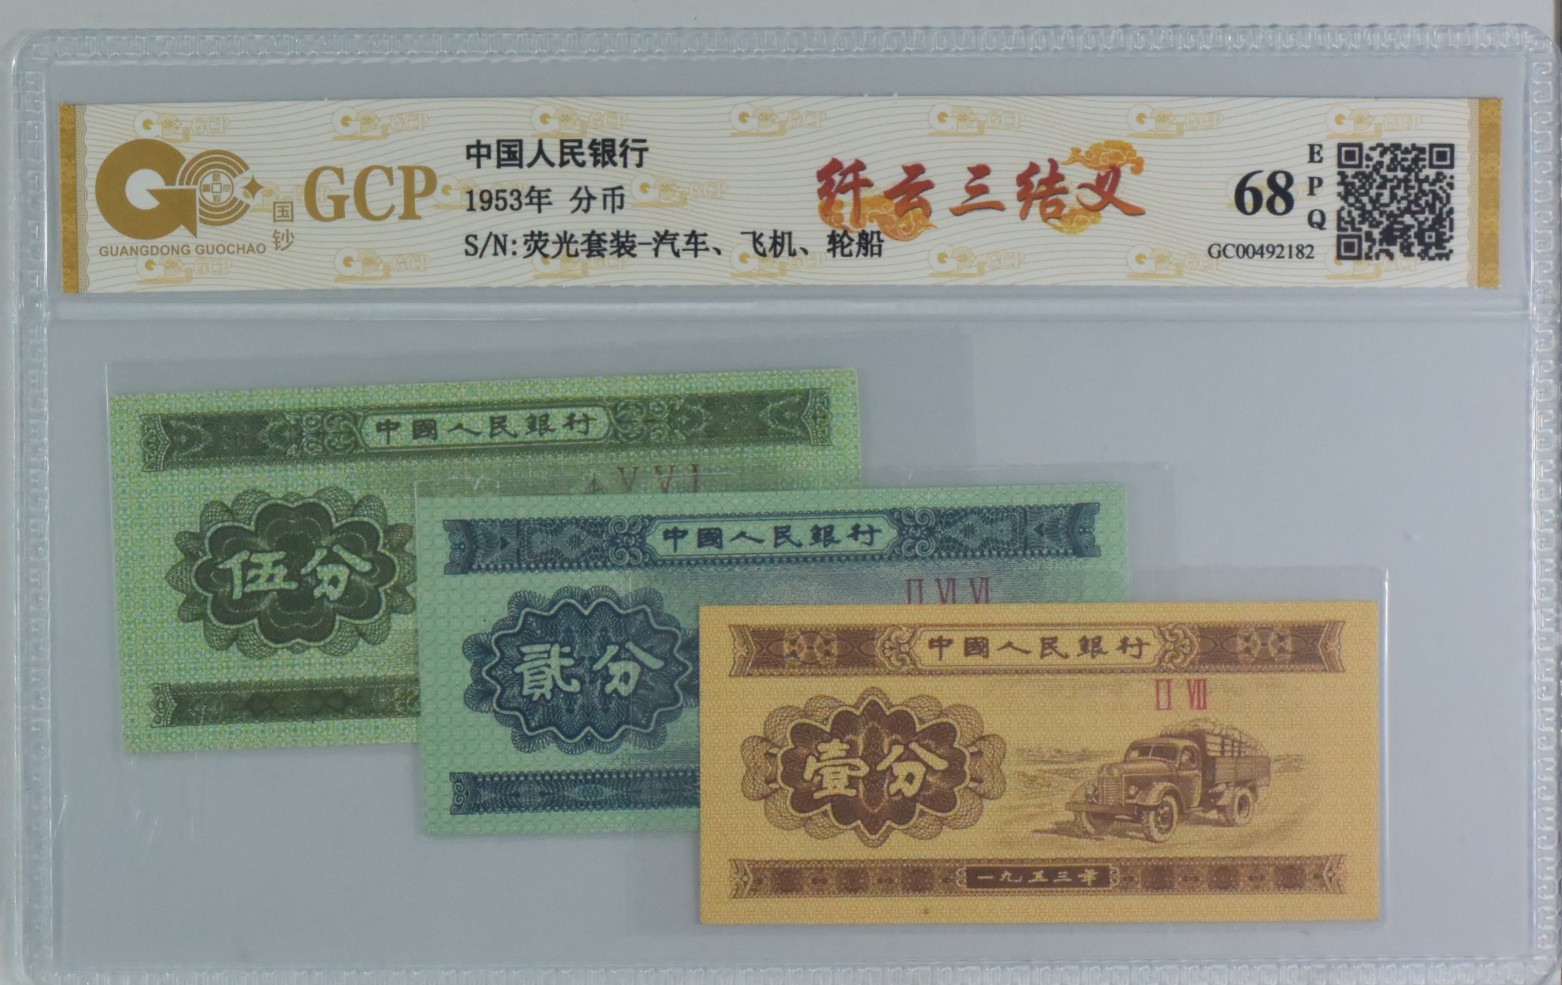 GCP
国钞
GUANGDONG GUOCHAO
中国人民银行
1953年 分币
S/N:荧光套装-汽车、飞机、轮船
纤云三结义
68
EPQ
GC00492182
中國人民銀行
V V I
伍分
中國人民銀行
II VI VI
貳分
中國人民銀行
II VII
壹分
一九五三年